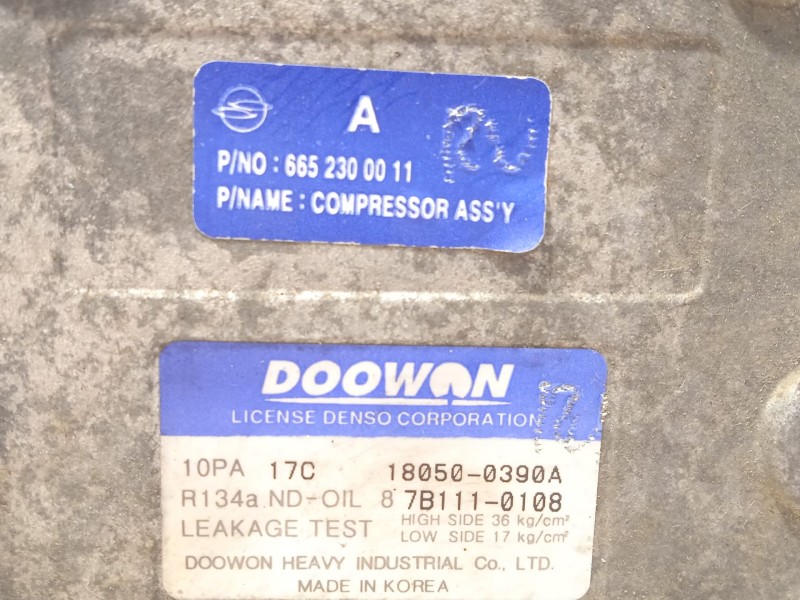 A
P/NO : 665 230 00 11
P/NAME : COMPRESSOR ASS'Y
DOOWON
LICENSE DENSO CORPORATION
10PA 17C 18050-0390A
R134a ND-OIL 8 7B111-0108
LEAKAGE TEST HIGH SIDE 36 kg/cm²
LOW SIDE 17 kg/cm²
DOOWON HEAVY INDUSTRIAL Co., LTD.
MADE IN KOREA